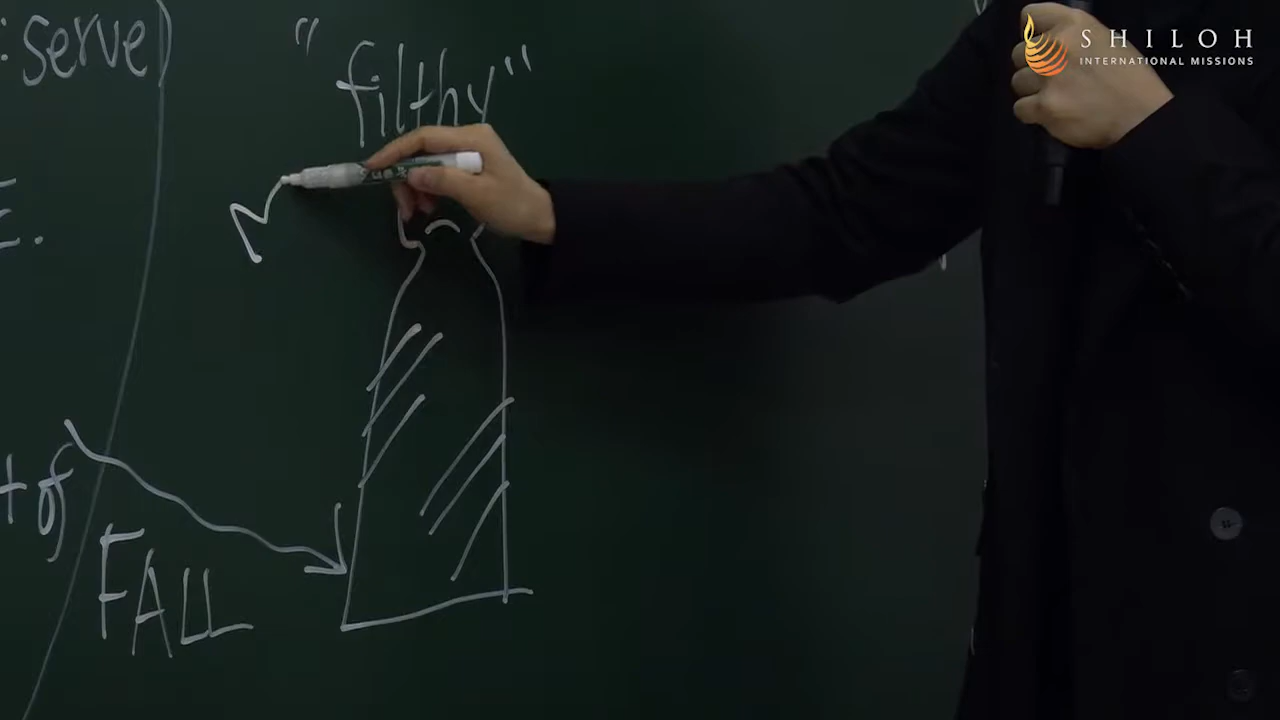 : serve)
"filthy"
E.
t of
FALL
SHILOH
INTERNATIONAL MISSIONS